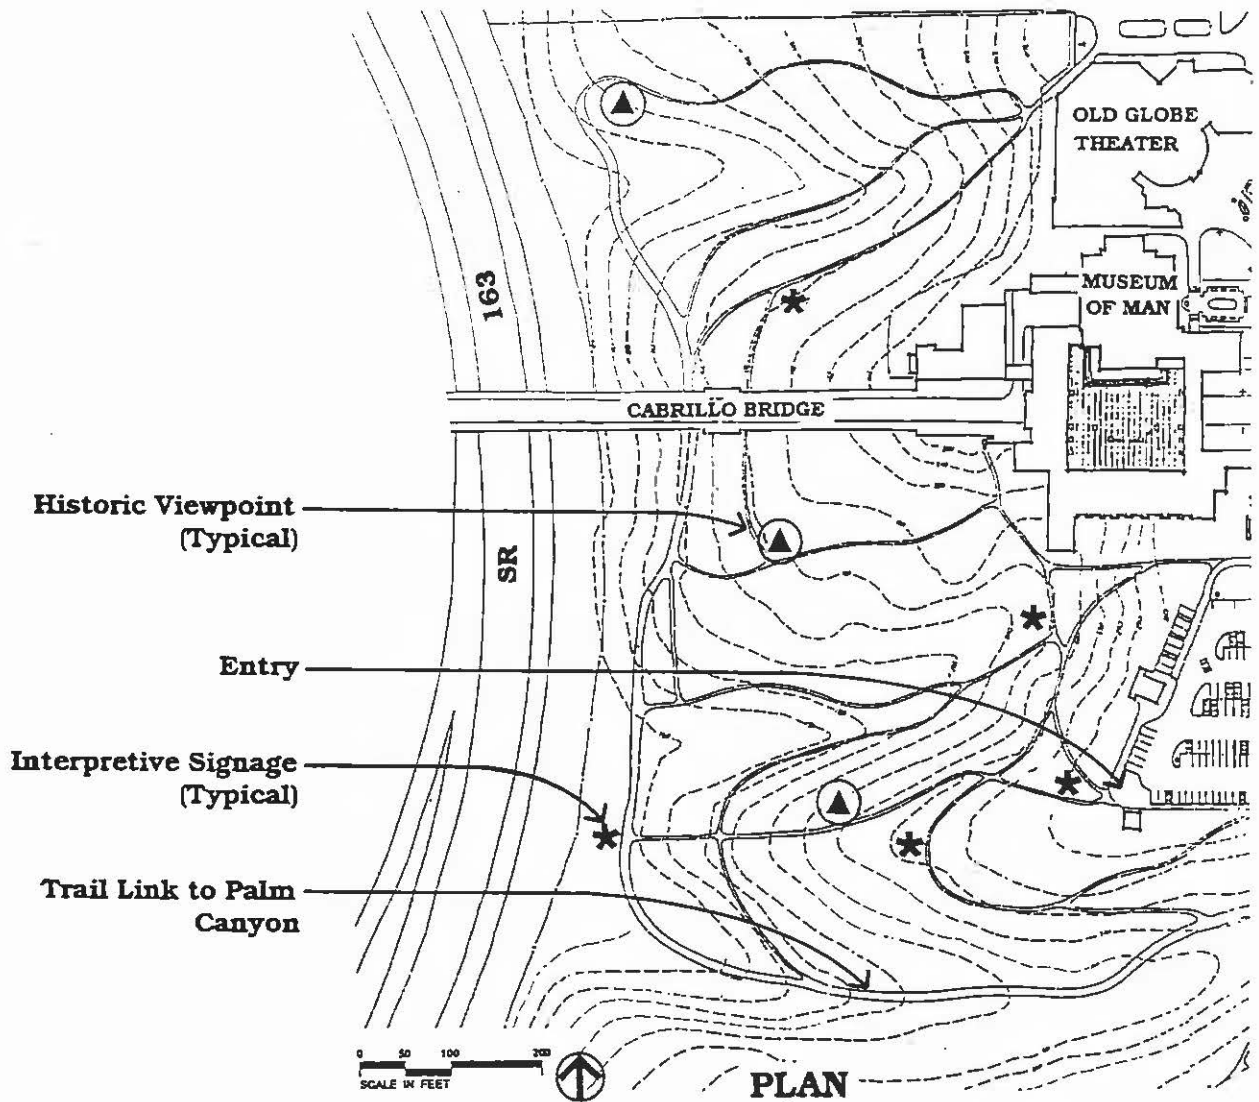 OLD GLOBE
THEATER
163
MUSEUM
OF MAN
CABRILLO BRIDGE
Historic Viewpoint
(Typical)
SR
Entry
Interpretive Signage
(Typical)
Trail Link to Palm
Canyon
0 50 100 200
SCALE IN FEET
PLAN